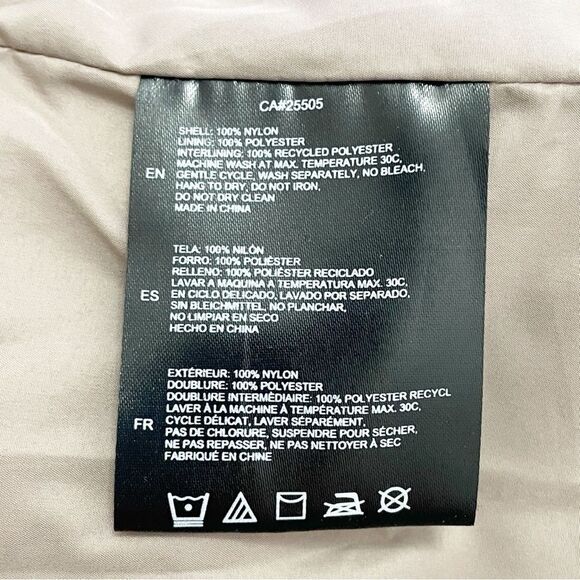 CA#25505
SHELL: 100% NYLON
LINING: 100% POLYESTER
INTERLINING: 100% RECYCLED POLYESTER
MACHINE WASH AT MAX. TEMPERATURE 30C,
EN GENTLE CYCLE, WASH SEPARATELY, NO BLEACH,
HANG TO DRY, DO NOT IRON,
DO NOT DRY CLEAN
MADE IN CHINA
TELA: 100% NILÓN
FORRO: 100% POLIÉSTER
RELLENO: 100% POLIÉSTER RECICLADO
LAVAR A MAQUINA A TEMPERATURA MAX. 30C,
ES EN CICLO DELICADO, LAVADO POR SEPARADO,
SIN BLEICHMITTEL, NO PLANCHAR,
NO LIMPIAR EN SECO
HECHO EN CHINA
EXTÉRIEUR: 100% NYLON
DOUBLURE: 100% POLYESTER
DOUBLURE INTERMÉDIAIRE: 100% POLYESTER RECYCL
LAVER À LA MACHINE À TEMPÉRATURE MAX. 30C,
FR CYCLE DÉLICAT, LAVER SÉPARÉMENT,
PAS DE CHLORURE, SUSPENDRE POUR SÉCHER,
NE PAS REPASSER, NE PAS NETTOYER À SEC
FABRIQUÉ EN CHINE